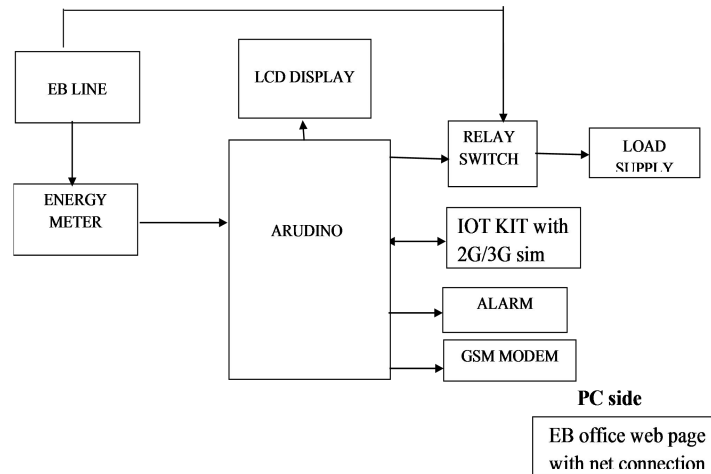 EB LINE
LCD DISPLAY
RELAY
SWITCH
LOAD
SUPPLY
ENERGY
METER
ARUDINO
IOT KIT with
2G/3G sim
ALARM
GSM MODEM
PC side
EB office web page
with net connection